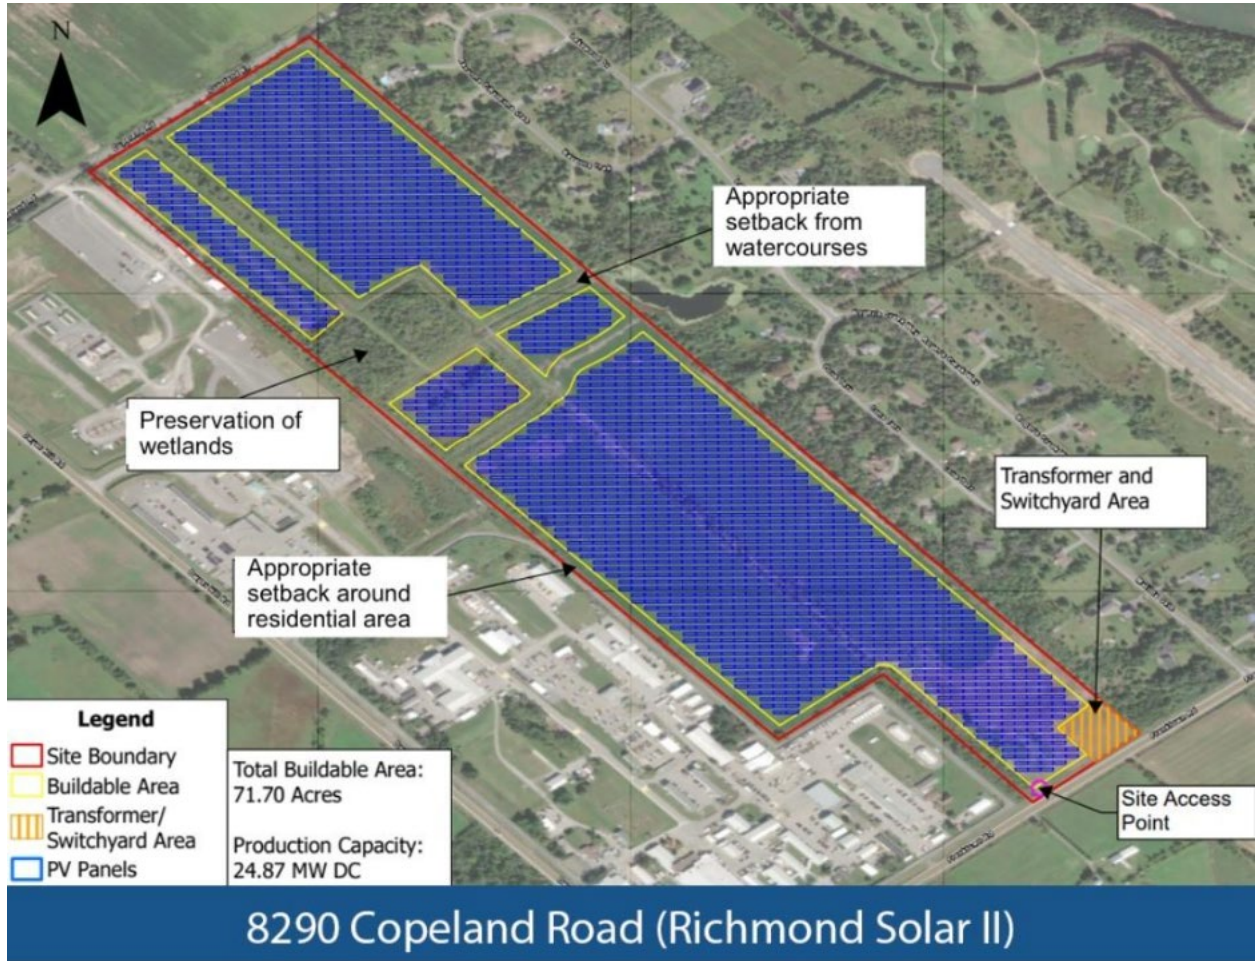 N
Appropriate
setback from
watercourses
Preservation of
wetlands
Transformer and
Switchyard Area
Appropriate
setback around
residential area
Site Access
Point
Legend
Site Boundary
Buildable Area
Transformer/
Switchyard Area
PV Panels
Total Buildable Area:
71.70 Acres
Production Capacity:
24.87 MW DC
8290 Copeland Road (Richmond Solar II)